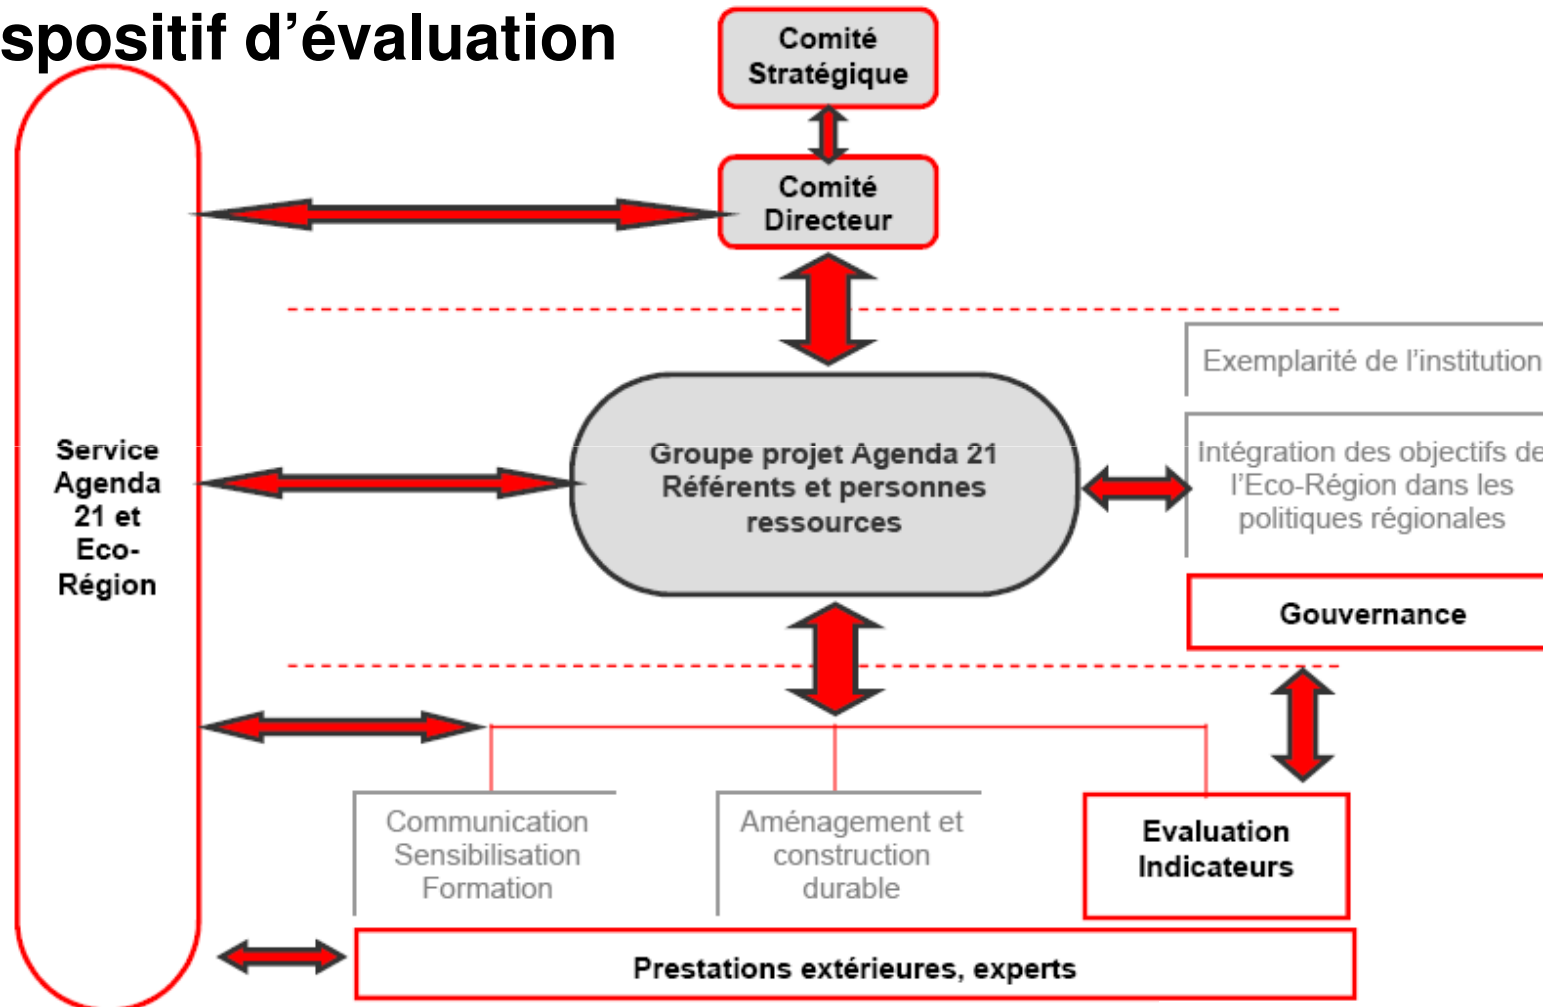 spositif d’évaluation
Comité
Stratégique
Comité
Directeur
Service
Agenda
21 et
Eco-
Région
Groupe projet Agenda 21
Référents et personnes
ressources
Exemplarité de l’institution
Intégration des objectifs de
l’Eco-Région dans les
politiques régionales
Gouvernance
Communication
Sensibilisation
Formation
Aménagement et
construction
durable
Evaluation
Indicateurs
Prestations extérieures, experts